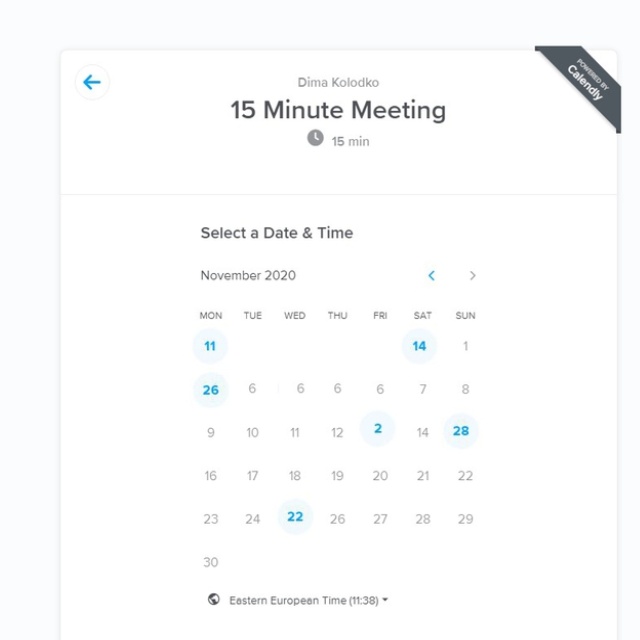 POWERED BY
Calendly
Dima Kolodko
15 Minute Meeting
15 min
Select a Date & Time
November 2020
MON TUE WED THU FRI SAT SUN
11 14 1
26 6 6 6 6 7 8
9 10 11 12 2 14 28
16 17 18 19 20 21 22
23 24 22 26 27 28 29
30
Eastern European Time (11:38)